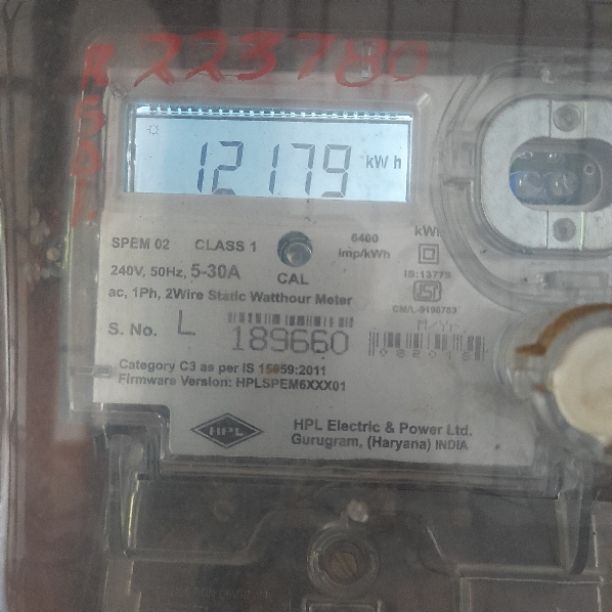 R 223780
S
D
L
12179 kWh
SPEM 02 CLASS 1 6400 imp/kWh kWh
240V, 50Hz, 5-30A CAL IS:13779
ac, 1Ph, 2Wire Static Watthour Meter
S. No. L 189660 M/Yr.
Category C3 as per IS 15959:2011
Firmware Version: HPLSPEM6XXX01
HPL HPL Electric & Power Ltd.
Gurugram, (Haryana) INDIA